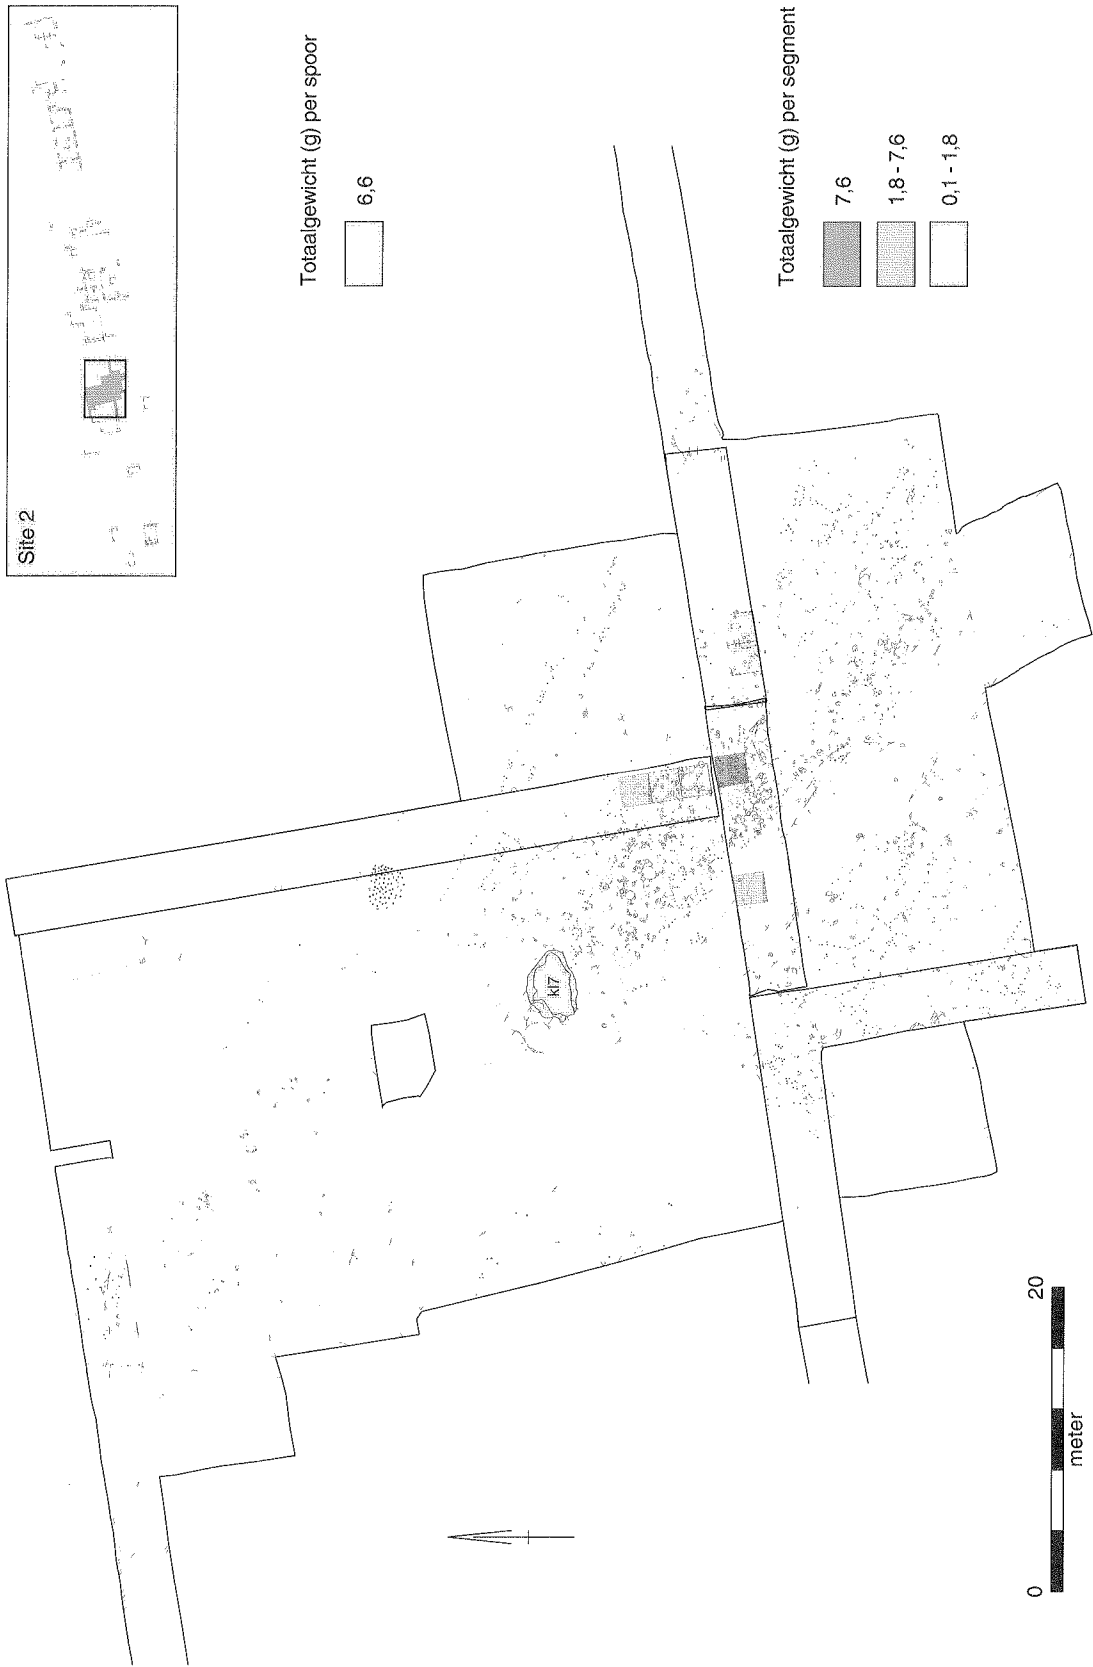 Site 2
Totaalgewicht (g) per spoor
6,6
Totaalgewicht (g) per segment
7,6
1,8 - 7,6
0,1 - 1,8
kl7
0
20
meter